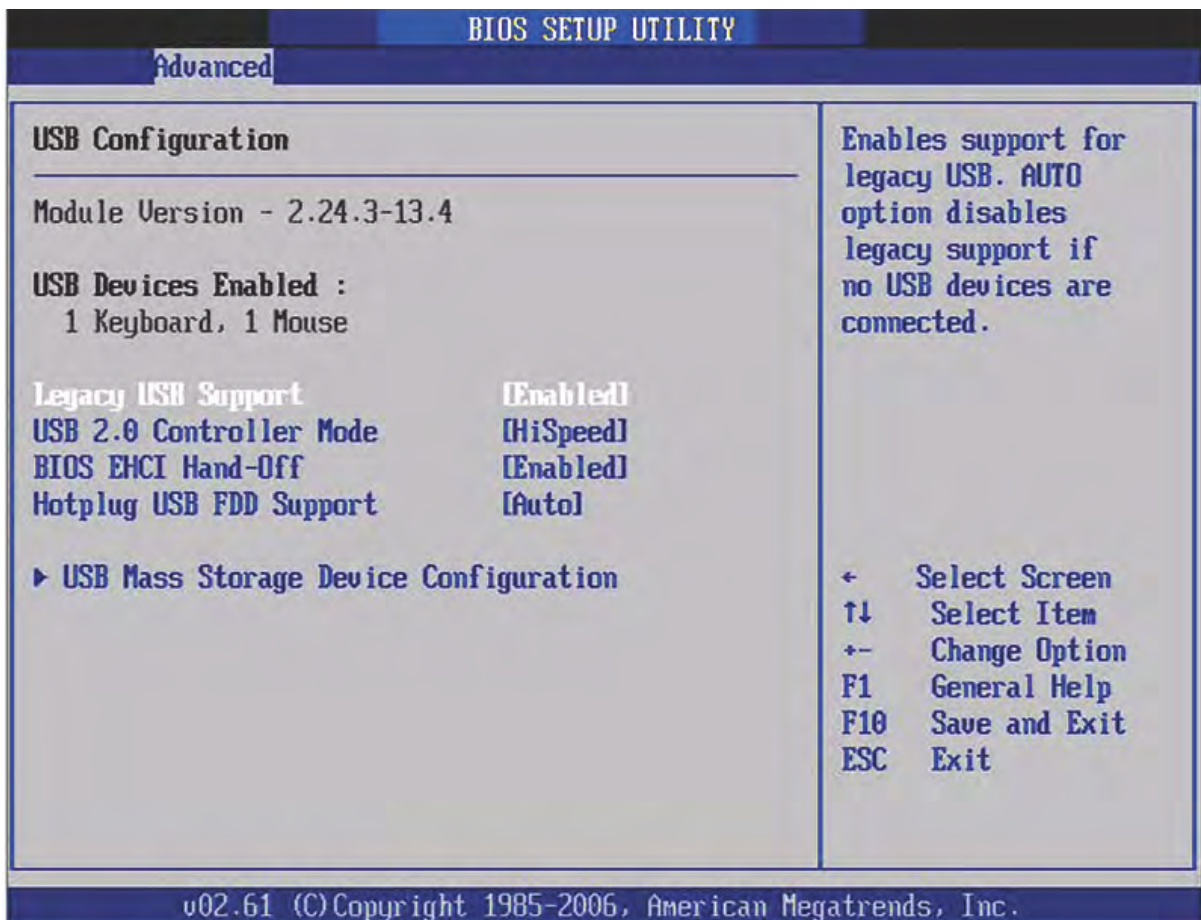 BIOS SETUP UTILITY
Advanced
USB Configuration
Module Version - 2.24.3-13.4
USB Devices Enabled :
1 Keyboard, 1 Mouse
Legacy USB Support [Enabled]
USB 2.0 Controller Mode [HiSpeed]
BIOS EHCI Hand-Off [Enabled]
Hotplug USB FDD Support [Auto]
▶ USB Mass Storage Device Configuration
Enables support for
legacy USB. AUTO
option disables
legacy support if
no USB devices are
connected.
← Select Screen
↑↓ Select Item
+- Change Option
F1 General Help
F10 Save and Exit
ESC Exit
v02.61 (C)Copyright 1985-2006, American Megatrends, Inc.